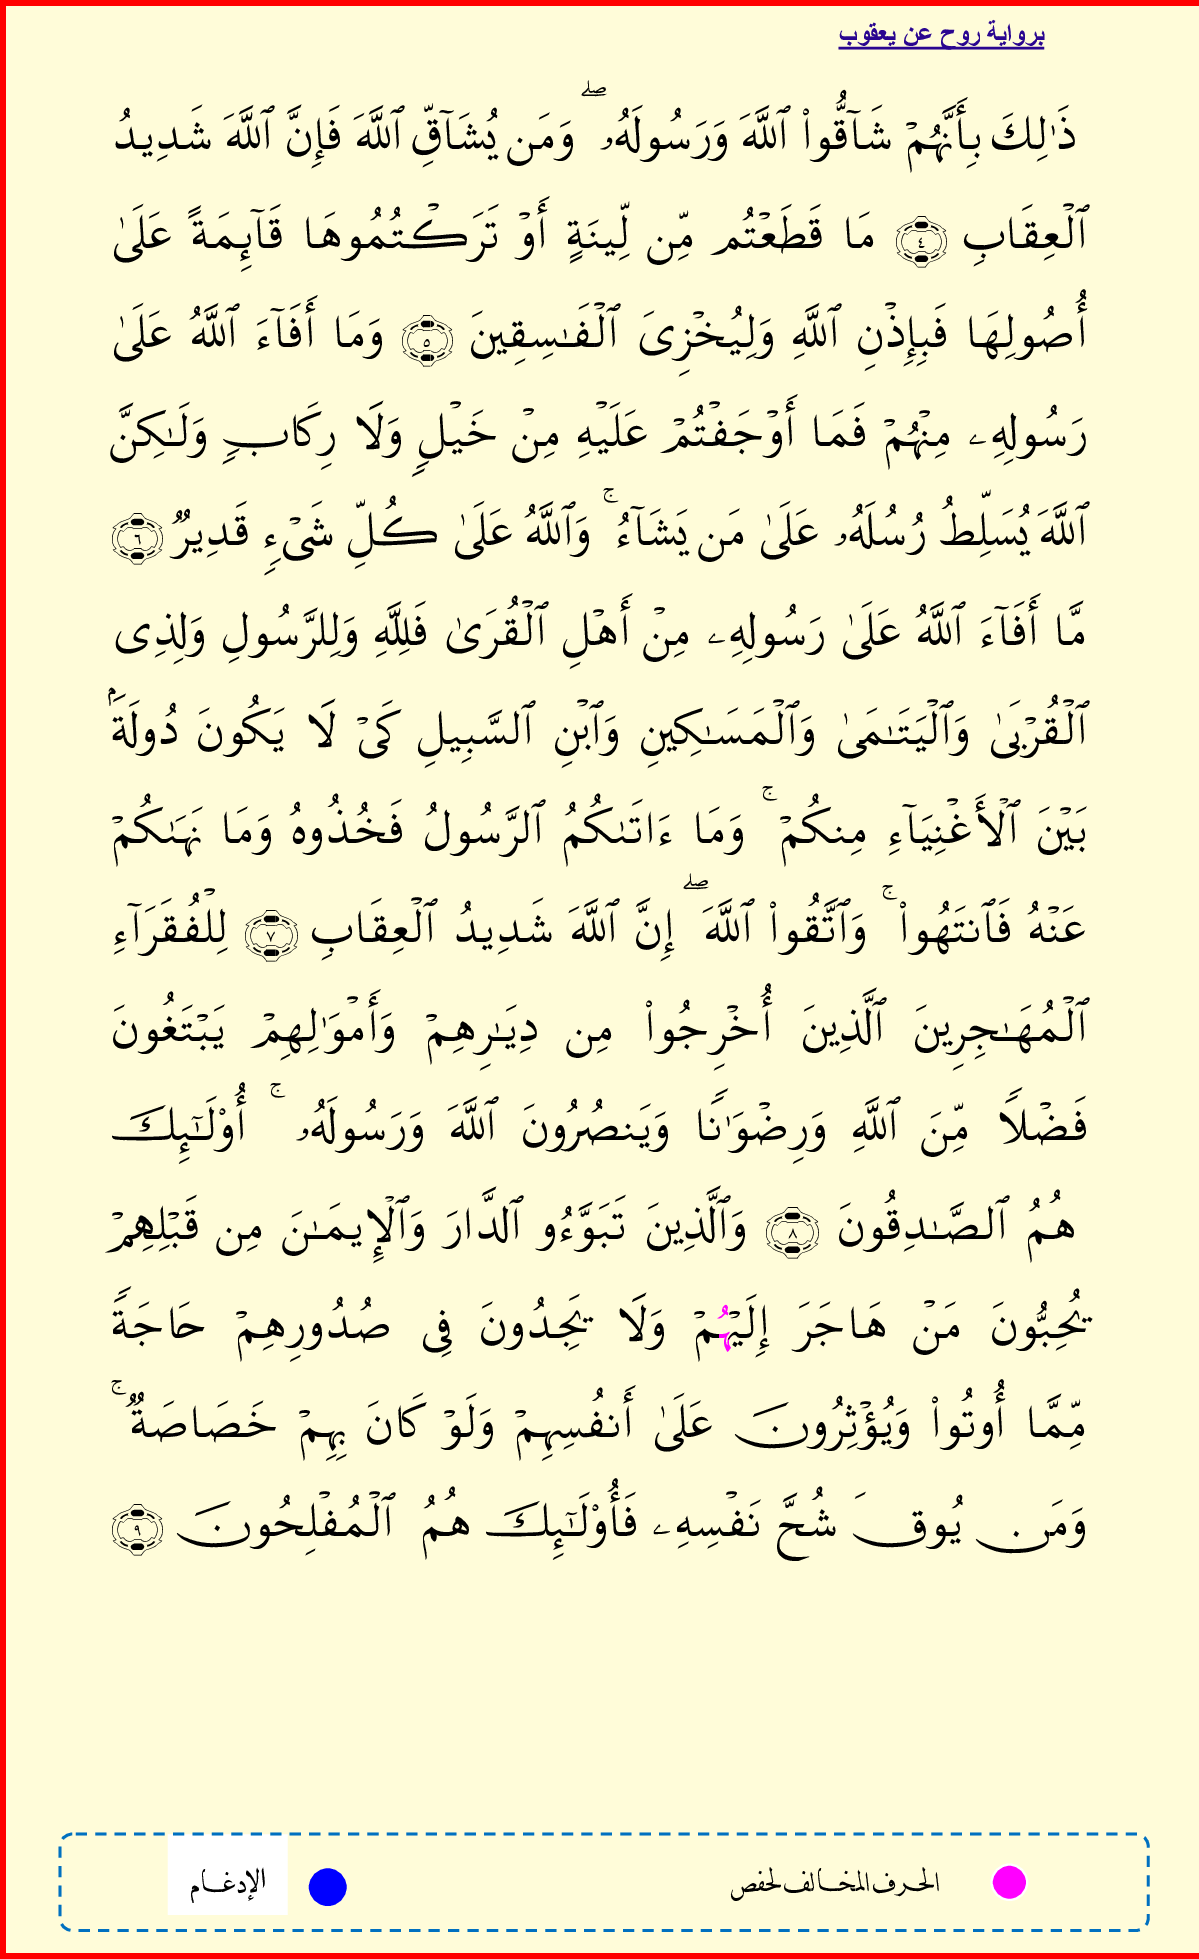 برواية روح عن يعقوب
ذَٰلِكَ بِأَنَّهُمْ شَآقُّوا۟ ٱللَّهَ وَرَسُولَهُۥ ۖ وَمَن يُشَآقِّ ٱللَّهَ فَإِنَّ ٱللَّهَ شَدِيدُ
ٱلْعِقَابِ ٤ مَا قَطَعْتُم مِّن لِّينَةٍ أَوْ تَرَكْتُمُوهَا قَآئِمَةً عَلَىٰٓ
أُصُولِهَا فَبِإِذْنِ ٱللَّهِ وَلِيُخْزِىَ ٱلْفَـٰسِقِينَ ٥ وَمَا أَفَآءَ ٱللَّهُ عَلَىٰ
رَسُولِهِۦ مِنْهُمْ فَمَا أَوْجَفْتُمْ عَلَيْهِ مِنْ خَيْلٍ وَلَا رِكَابٍ وَلَـٰكِنَّ
ٱللَّهَ يُسَلِّطُ رُسُلَهُۥ عَلَىٰ مَن يَشَآءُ ۚ وَٱللَّهُ عَلَىٰ كُلِّ شَىْءٍ قَدِيرٌ ٦
مَّا أَفَآءَ ٱللَّهُ عَلَىٰ رَسُولِهِۦ مِنْ أَهْلِ ٱلْقُرَىٰ فَلِلَّهِ وَلِلرَّسُولِ وَلِذِى
ٱلْقُرْبَىٰ وَٱلْيَتَـٰمَىٰ وَٱلْمَسَـٰكِينِ وَٱبْنِ ٱلسَّبِيلِ كَىْ لَا يَكُونَ دُولَةَۢ
بَيْنَ ٱلْأَغْنِيَآءِ مِنكُمْ ۚ وَمَا ءَاتَىٰكُمُ ٱلرَّسُولُ فَخُذُوهُ وَمَا نَهَىٰكُمْ
عَنْهُ فَٱنتَهُوا۟ ۚ وَٱتَّقُوا۟ ٱللَّهَ ۖ إِنَّ ٱللَّهَ شَدِيدُ ٱلْعِقَابِ ٧ لِلْفُقَرَآءِ
ٱلْمُهَـٰجِرِينَ ٱلَّذِينَ أُخْرِجُوا۟ مِن دِيَـٰرِهِمْ وَأَمْوَٰلِهِمْ يَبْتَغُونَ
فَضْلًا مِّنَ ٱللَّهِ وَرِضْوَٰنًا وَيَنصُرُونَ ٱللَّهَ وَرَسُولَهُۥ ۚ أُو۟لَـٰٓئِكَ
هُمُ ٱلصَّـٰدِقُونَ ٨ وَٱلَّذِينَ تَبَوَّءُو ٱلدَّارَ وَٱلْإِيمَـٰنَ مِن قَبْلِهِمْ
يُحِبُّونَ مَنْ هَاجَرَ إِلَيْهُمْ وَلَا يَجِدُونَ فِى صُدُورِهِمْ حَاجَةً
مِّمَّا أُوتُوا۟ وَيُؤْثِرُونَ عَلَىٰ أَنفُسِهِمْ وَلَوْ كَانَ بِهِمْ خَصَاصَةٌ ۚ
وَمَن يُوقَ شُحَّ نَفْسِهِۦ فَأُو۟لَـٰٓئِكَ هُمُ ٱلْمُفْلِحُونَ ٩
الحرف المخالف لحفص
الإدغام